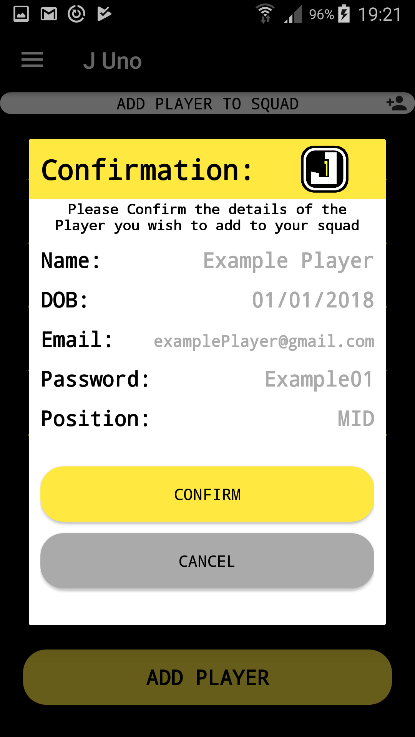 96% 19:21
J Uno
ADD PLAYER TO SQUAD
Confirmation:
J1
Please Confirm the details of the
Player you wish to add to your squad
Name: Example Player
DOB: 01/01/2018
Email: examplePlayer@gmail.com
Password: Example01
Position: MID
CONFIRM
CANCEL
ADD PLAYER